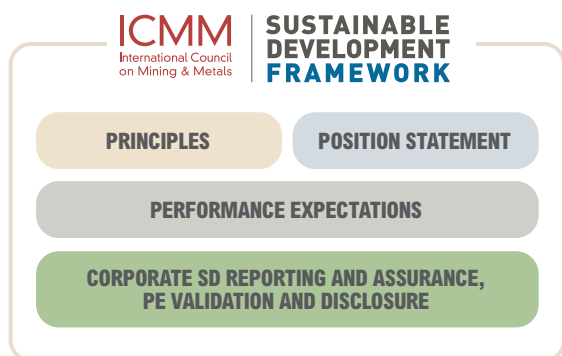 ICMM
International Council
on Mining & Metals
SUSTAINABLE
DEVELOPMENT
FRAMEWORK
PRINCIPLES
POSITION STATEMENT
PERFORMANCE EXPECTATIONS
CORPORATE SD REPORTING AND ASSURANCE,
PE VALIDATION AND DISCLOSURE